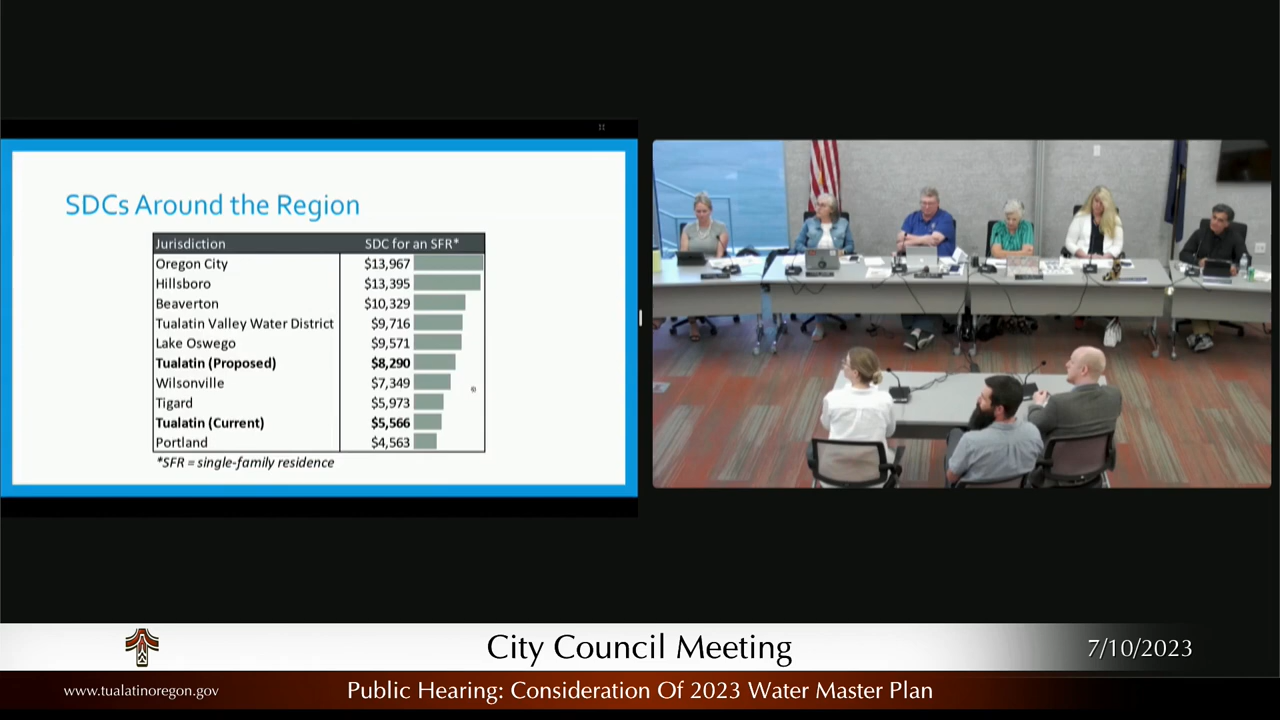 SDCs Around the Region
Jurisdiction SDC for an SFR*
Oregon City $13,967
Hillsboro $13,395
Beaverton $10,329
Tualatin Valley Water District $9,716
Lake Oswego $9,571
Tualatin (Proposed) $8,290
Wilsonville $7,349
Tigard $5,973
Tualatin (Current) $5,566
Portland $4,563
*SFR = single-family residence
City Council Meeting
7/10/2023
www.tualatinoregon.gov
Public Hearing: Consideration Of 2023 Water Master Plan